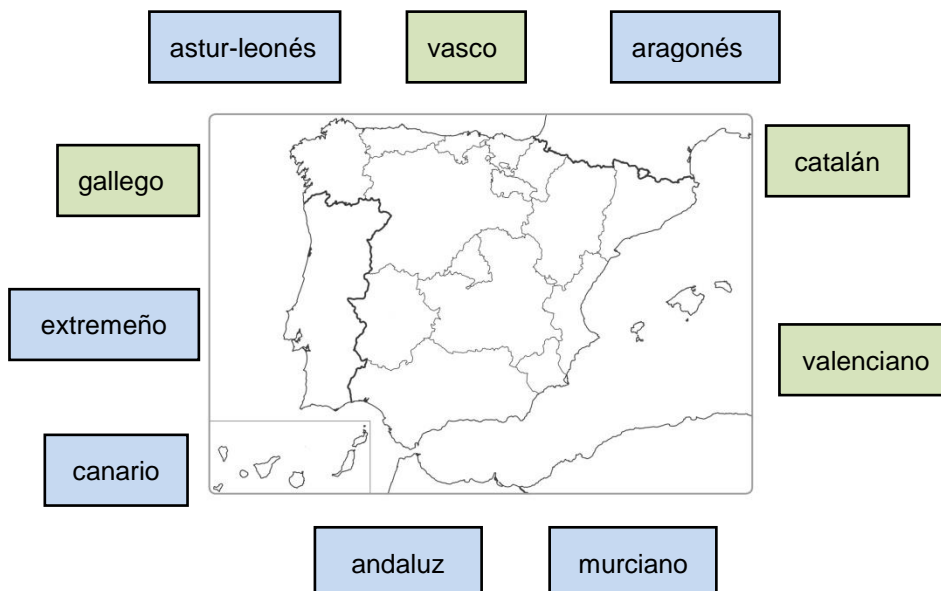 astur-leonés
vasco
aragonés
gallego
catalán
extremeño
valenciano
canario
andaluz
murciano